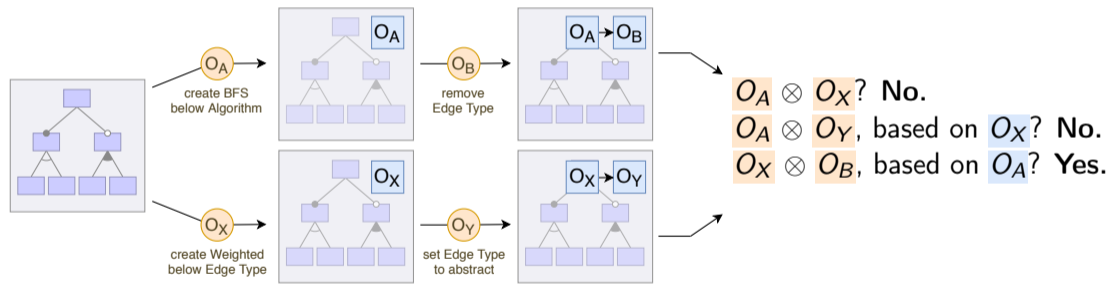 O_A
create BFS
below Algorithm
O_A
O_B
remove
Edge Type
O_A O_B
O_X
create Weighted
below Edge Type
O_X
O_Y
set Edge Type
to abstract
O_X O_Y
O_A ⊗ O_X? No.
O_A ⊗ O_Y, based on O_X? No.
O_X ⊗ O_B, based on O_A? Yes.